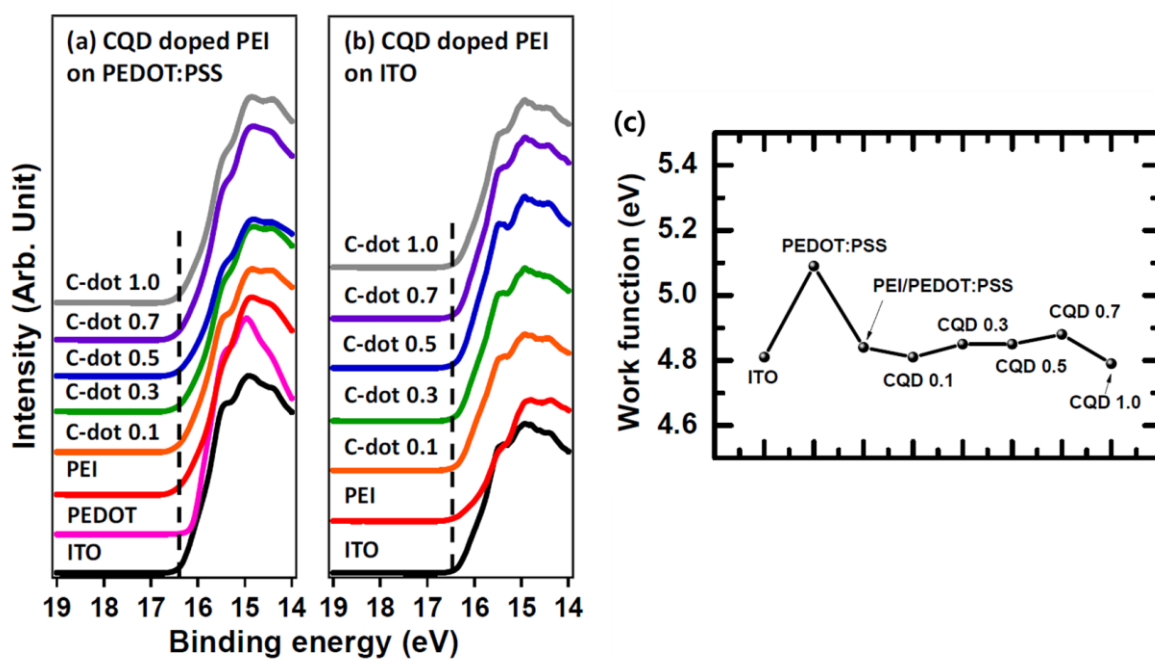 (a) CQD doped PEI
on PEDOT:PSS
C-dot 1.0
C-dot 0.7
C-dot 0.5
C-dot 0.3
C-dot 0.1
PEI
PEDOT
ITO
19 18 17 16 15 14
(b) CQD doped PEI
on ITO
C-dot 1.0
C-dot 0.7
C-dot 0.5
C-dot 0.3
C-dot 0.1
PEI
ITO
19 18 17 16 15 14
Intensity (Arb. Unit)
Binding energy (eV)
(c)
Work function (eV)
5.4
5.2
5.0
4.8
4.6
PEDOT:PSS
PEI/PEDOT:PSS
CQD 0.3
CQD 0.7
ITO
CQD 0.1
CQD 0.5
CQD 1.0